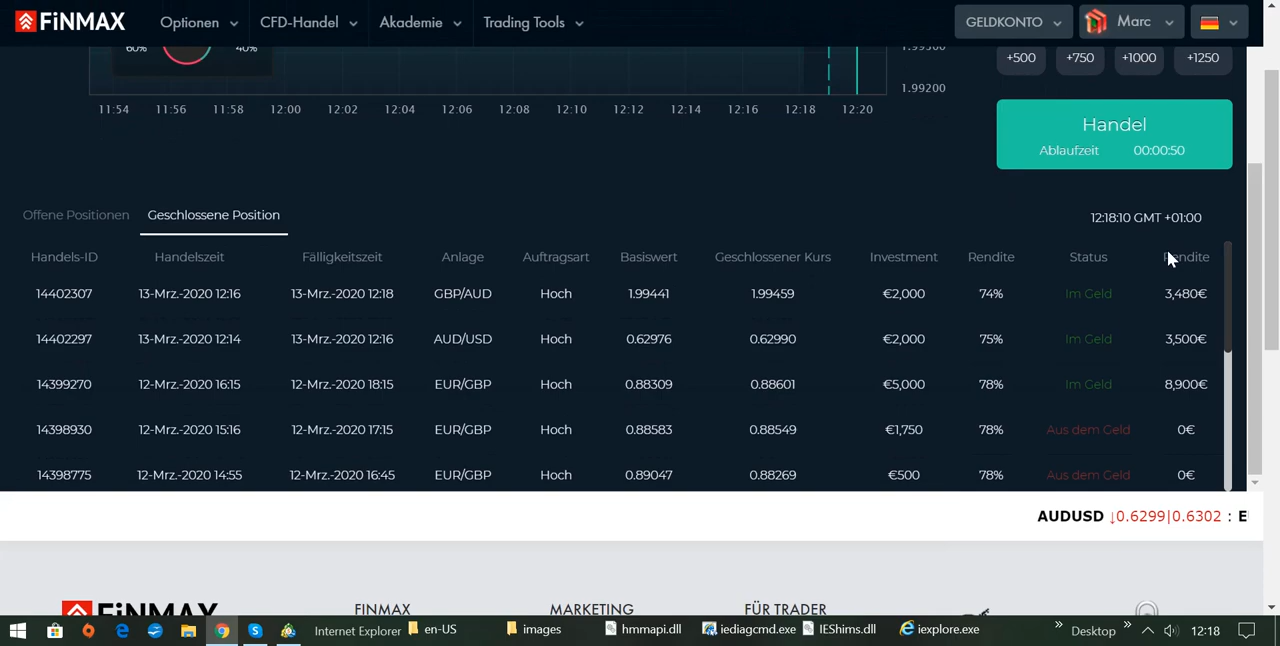 FiNMAX Optionen CFD-Handel Akademie Trading Tools GELDKONTO Marc
60% 40% 1.99300 +500 +750 +1000 +1250
1.99200
11:54 11:56 11:58 12:00 12:02 12:04 12:06 12:08 12:10 12:12 12:14 12:16 12:18 12:20
Handel
Ablaufzeit 00:00:50
Offene Positionen Geschlossene Position 12:18:10 GMT +01:00
Handels-ID Handelszeit Fälligkeitszeit Anlage Auftragsart Basiswert Geschlossener Kurs Investment Rendite Status Rendite
14402307 13-Mrz.-2020 12:16 13-Mrz.-2020 12:18 GBP/AUD Hoch 1.99441 1.99459 €2,000 74% Im Geld 3,480€
14402297 13-Mrz.-2020 12:14 13-Mrz.-2020 12:16 AUD/USD Hoch 0.62976 0.62990 €2,000 75% Im Geld 3,500€
14399270 12-Mrz.-2020 16:15 12-Mrz.-2020 18:15 EUR/GBP Hoch 0.88309 0.88601 €5,000 78% Im Geld 8,900€
14398930 12-Mrz.-2020 15:16 12-Mrz.-2020 17:15 EUR/GBP Hoch 0.88583 0.88549 €1,750 78% Aus dem Geld 0€
14398775 12-Mrz.-2020 14:55 12-Mrz.-2020 16:45 EUR/GBP Hoch 0.89047 0.88269 €500 78% Aus dem Geld 0€
AUDUSD ↓0.6299|0.6302 : E
FiNMAX FINMAX MARKETING FÜR TRADER
Internet Explorer en-US images hmmapi.dll iediagcmd.exe IEShims.dll iexplore.exe » Desktop » 12:18